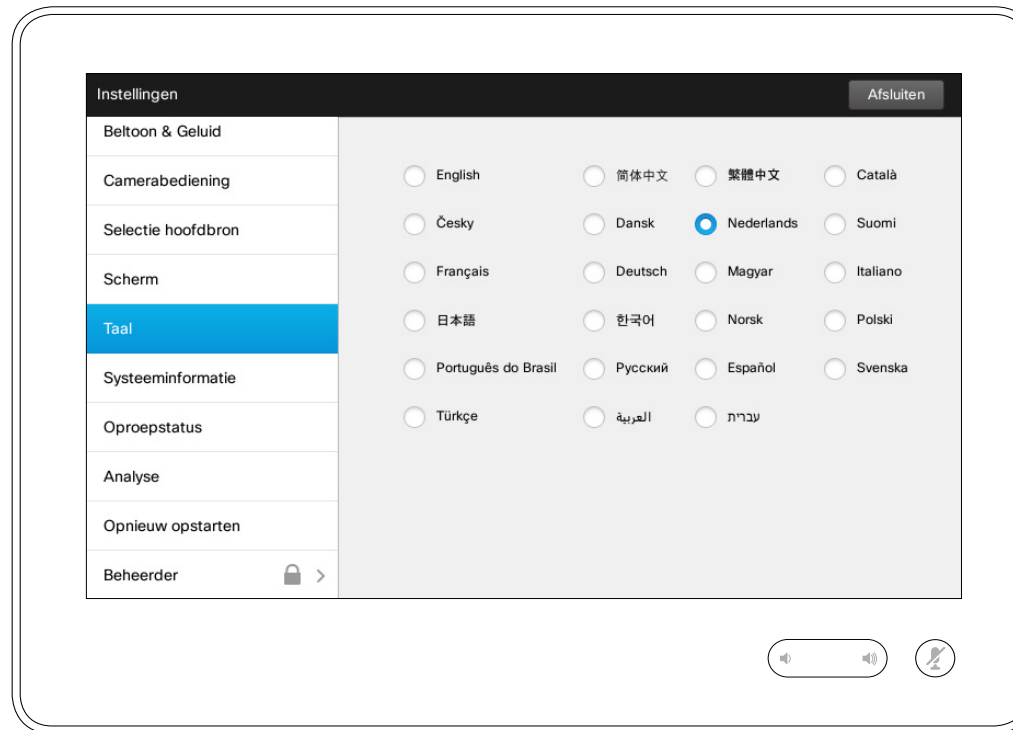 Instellingen
Afsluiten
Beltoon & Geluid
Camerabediening
Selectie hoofdbron
Scherm
Taal
Systeeminformatie
Oproepstatus
Analyse
Opnieuw opstarten
Beheerder
English 简体中文 繁體中文 Català
Česky Dansk Nederlands Suomi
Français Deutsch Magyar Italiano
日本語 한국어 Norsk Polski
Português do Brasil Русский Español Svenska
Türkçe العربية עברית